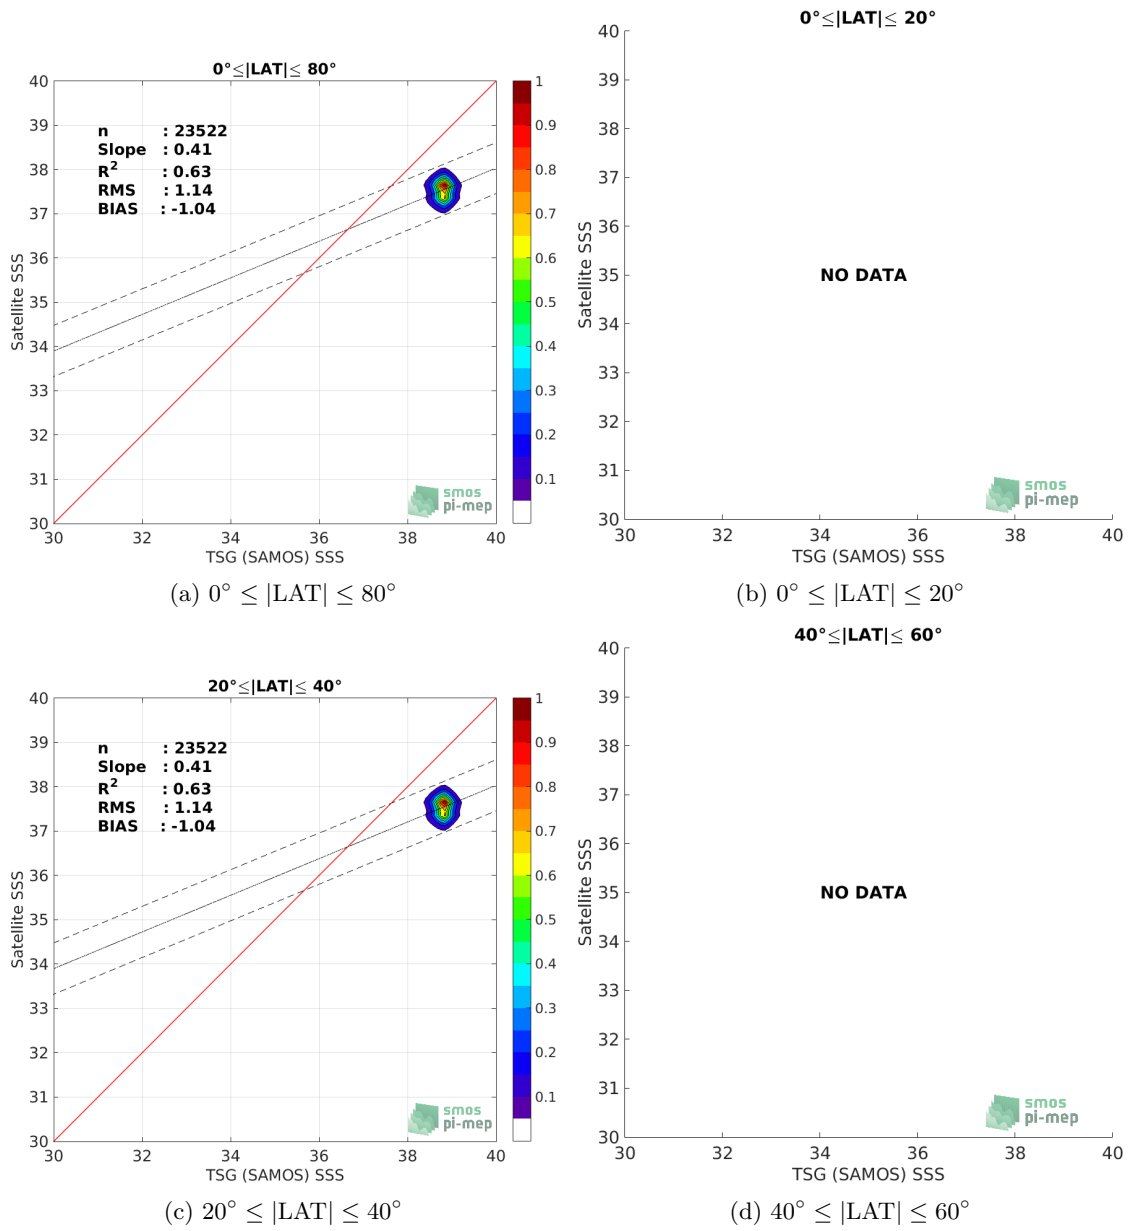 0°≤|LAT|≤ 80°
40
39
38
37
36
35
34
33
32
31
30
Satellite SSS
n : 23522
Slope : 0.41
R² : 0.63
RMS : 1.14
BIAS : -1.04
1
0.9
0.8
0.7
0.6
0.5
0.4
0.3
0.2
0.1
smos
pi-mep
30 32 34 36 38 40
TSG (SAMOS) SSS
(a) 0° ≤ |LAT| ≤ 80°
0°≤|LAT|≤ 20°
40
39
38
37
36
35
34
33
32
31
30
Satellite SSS
NO DATA
smos
pi-mep
30 32 34 36 38 40
TSG (SAMOS) SSS
(b) 0° ≤ |LAT| ≤ 20°
20°≤|LAT|≤ 40°
40
39
38
37
36
35
34
33
32
31
30
Satellite SSS
n : 23522
Slope : 0.41
R² : 0.63
RMS : 1.14
BIAS : -1.04
1
0.9
0.8
0.7
0.6
0.5
0.4
0.3
0.2
0.1
smos
pi-mep
30 32 34 36 38 40
TSG (SAMOS) SSS
(c) 20° ≤ |LAT| ≤ 40°
40°≤|LAT|≤ 60°
40
39
38
37
36
35
34
33
32
31
30
Satellite SSS
NO DATA
smos
pi-mep
30 32 34 36 38 40
TSG (SAMOS) SSS
(d) 40° ≤ |LAT| ≤ 60°